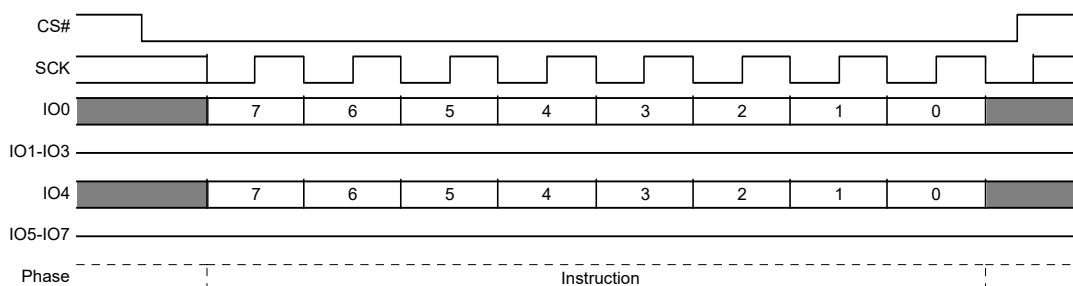 CS#
SCK
IO0 7 6 5 4 3 2 1 0
IO1-IO3
IO4 7 6 5 4 3 2 1 0
IO5-IO7
Phase Instruction